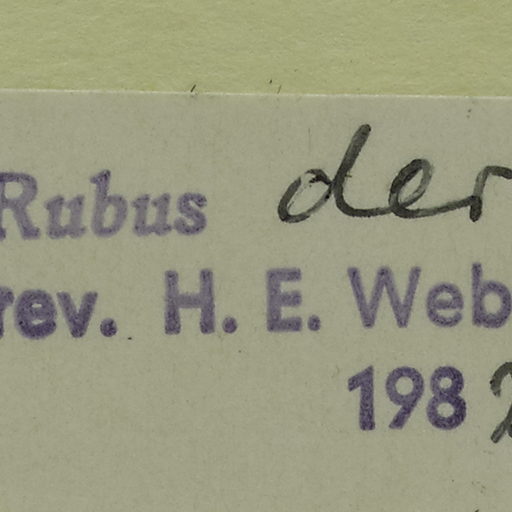 Rubus der
rev. H. E. Web
198